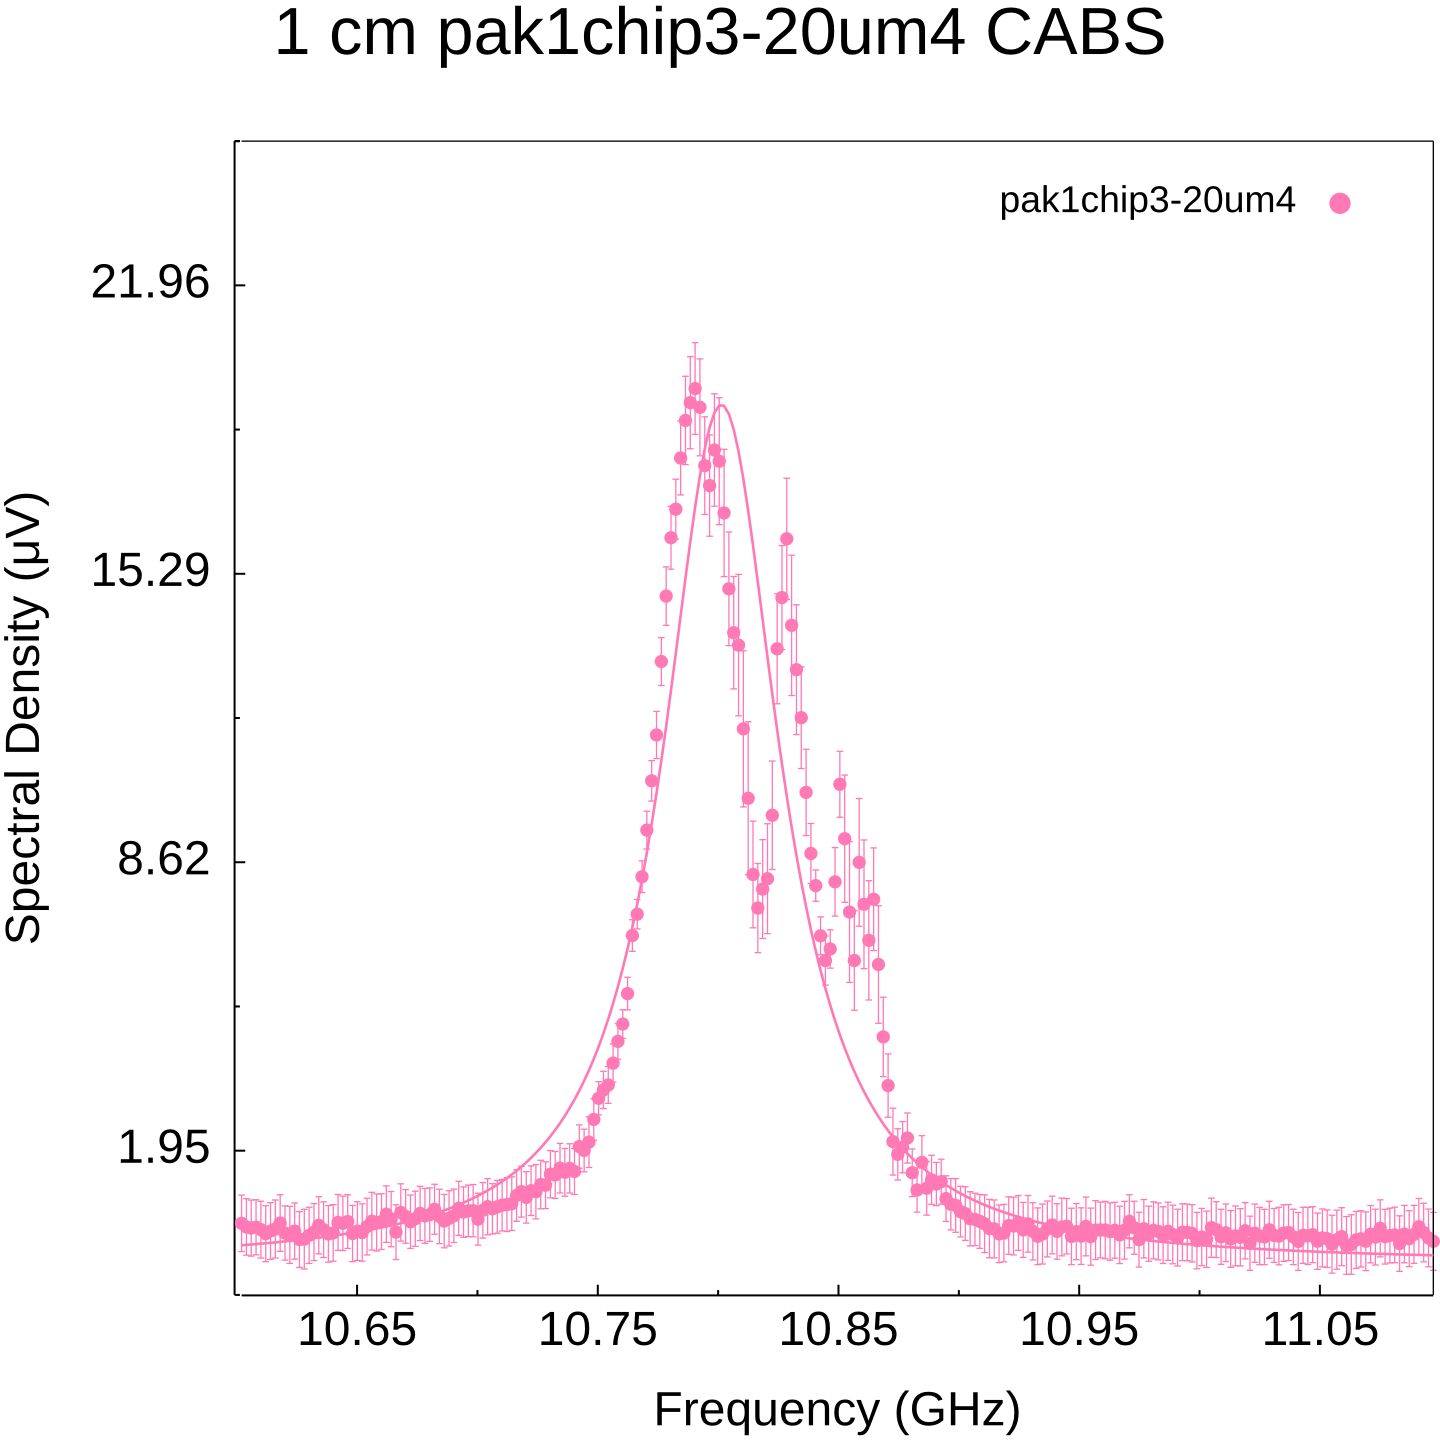 1 cm pak1chip3-20um4 CABS
pak1chip3-20um4
21.96
15.29
8.62
1.95
Spectral Density (μV)
10.65 10.75 10.85 10.95 11.05
Frequency (GHz)